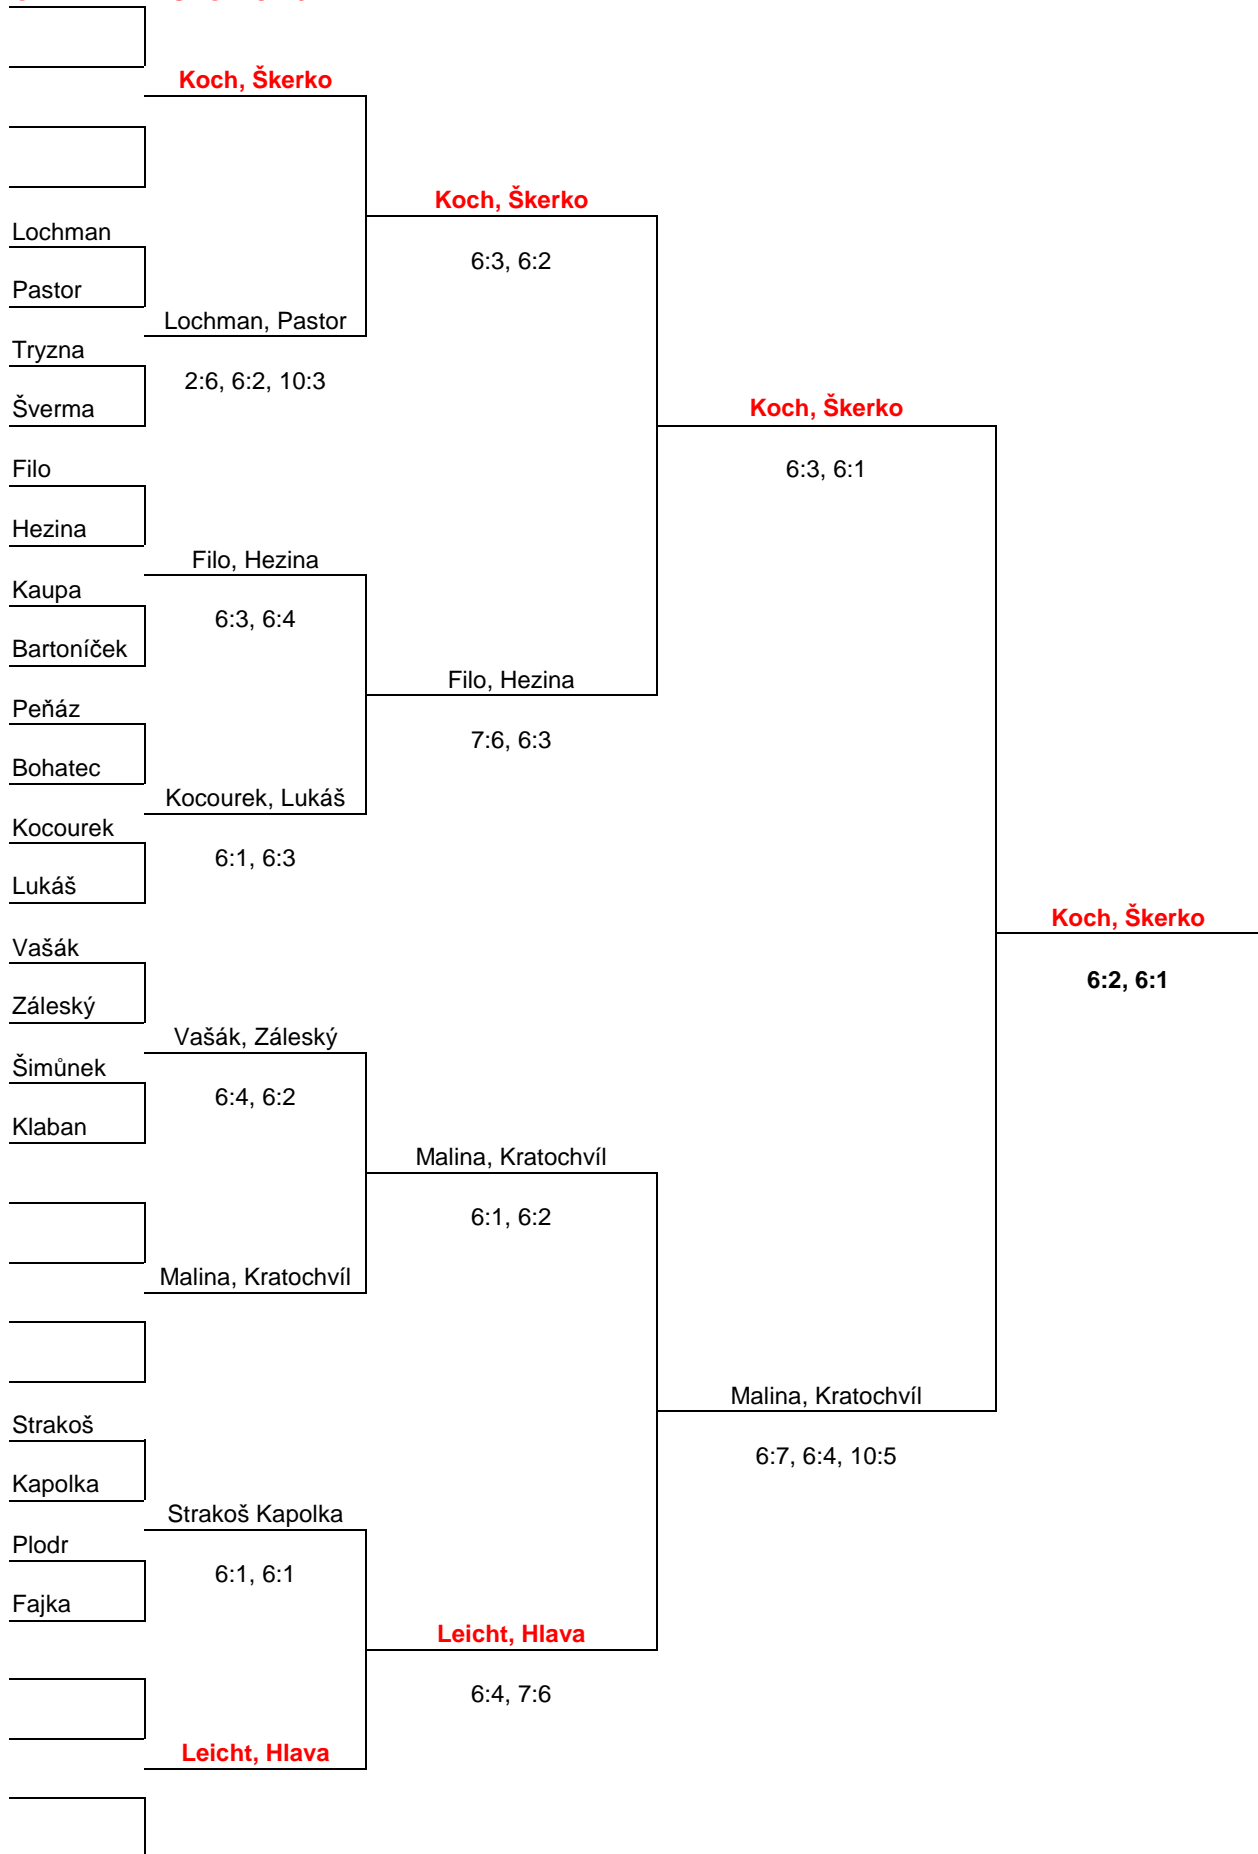 Koch, Škerko
Koch, Škerko
Lochman
6:3, 6:2
Pastor
Lochman, Pastor
Tryzna
2:6, 6:2, 10:3
Šverma
Koch, Škerko
Filo
6:3, 6:1
Hezina
Filo, Hezina
Kaupa
6:3, 6:4
Bartoníček
Filo, Hezina
Peňáz
7:6, 6:3
Bohatec
Kocourek, Lukáš
Kocourek
6:1, 6:3
Lukáš
Koch, Škerko
Vašák
6:2, 6:1
Záleský
Vašák, Záleský
Šimůnek
6:4, 6:2
Klaban
Malina, Kratochvíl
6:1, 6:2
Malina, Kratochvíl
Malina, Kratochvíl
Strakoš
6:7, 6:4, 10:5
Kapolka
Strakoš Kapolka
Plodr
6:1, 6:1
Fajka
Leicht, Hlava
6:4, 7:6
Leicht, Hlava